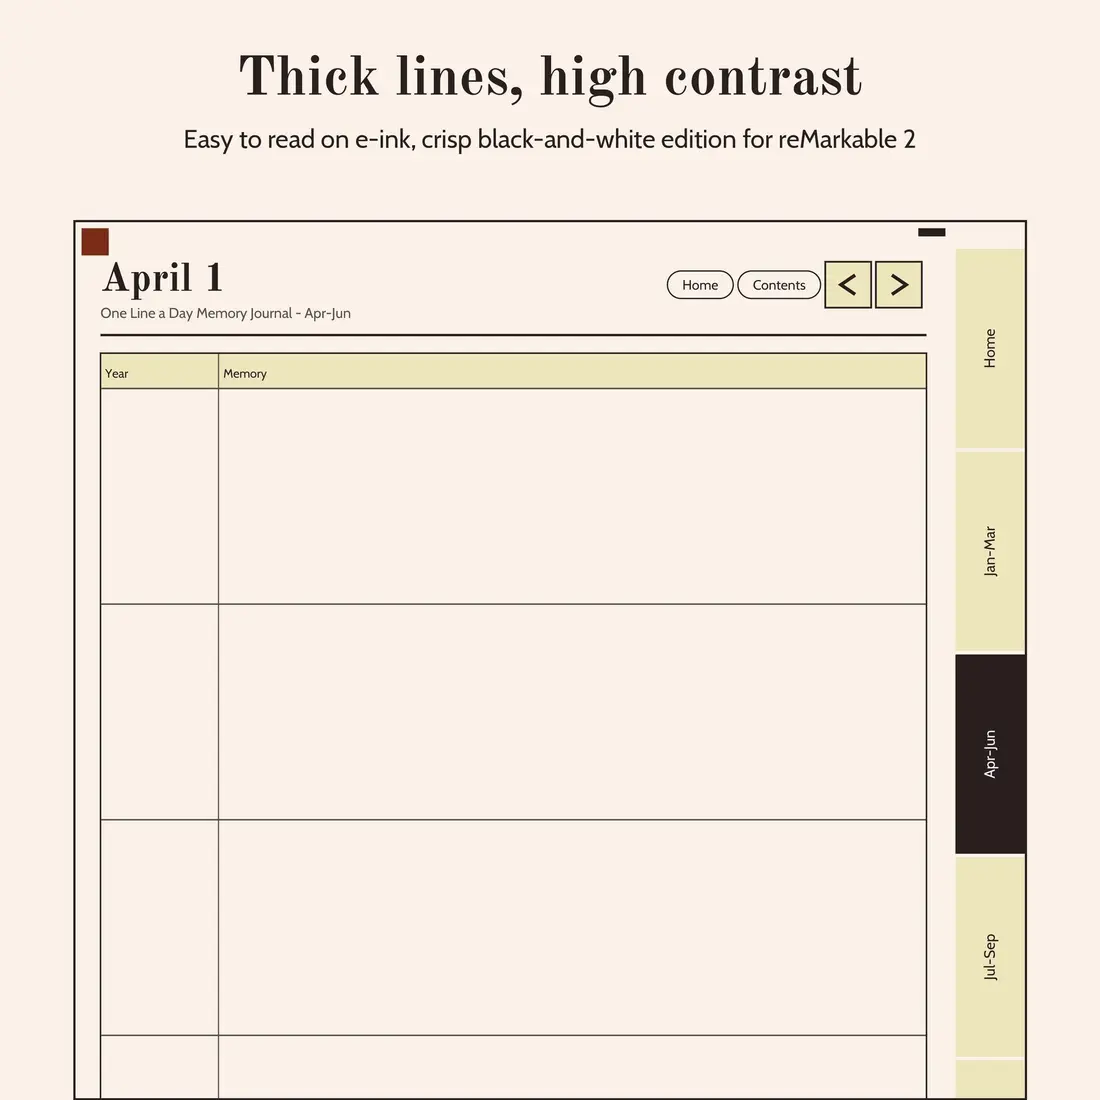 Thick lines, high contrast
Easy to read on e-ink, crisp black-and-white edition for reMarkable 2
April 1
One Line a Day Memory Journal - Apr-Jun
Home
Contents
<
>
Year
Memory
Home
Jan-Mar
Apr-Jun
Jul-Sep